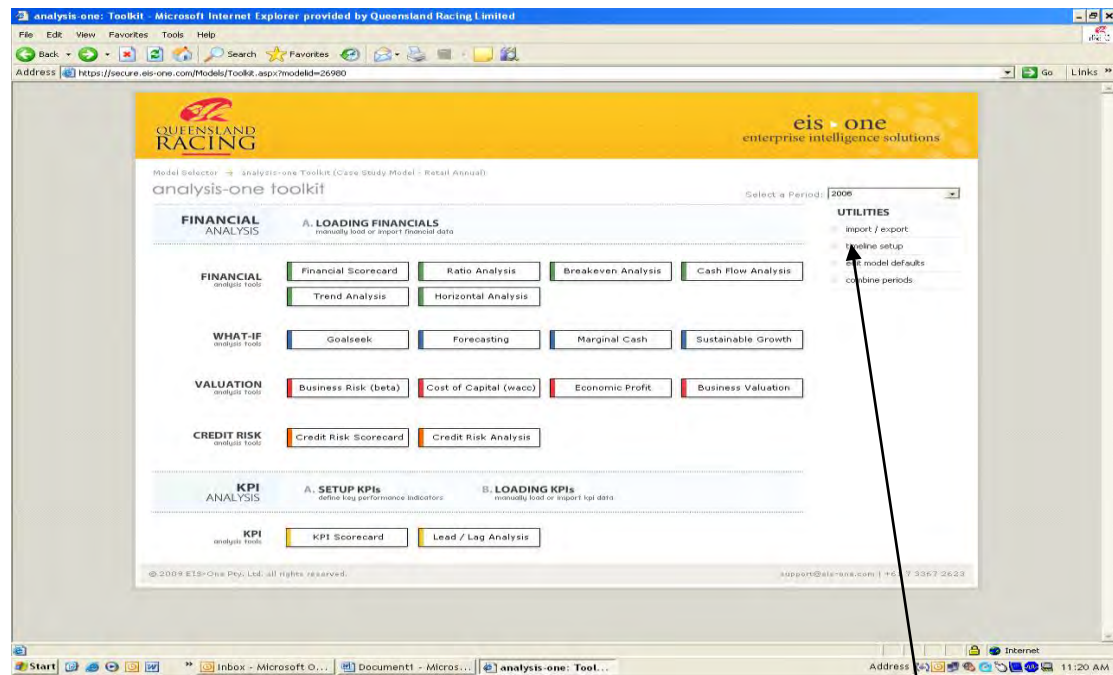 analysis-one: Toolkit - Microsoft Internet Explorer provided by Queensland Racing Limited
File Edit View Favorites Tools Help
Back Search Favorites
Address https://secure.eis-one.com/Models/Toolkit.aspx?modelid=26980 Go Links »
QUEENSLAND
RACING
eis one
enterprise intelligence solutions
Model Selector → analysis-one Toolkit (Case Study Model - Retail Annual)
analysis-one toolkit
Select a Period: 2006
UTILITIES
import / export
timeline setup
edit model defaults
combine periods
FINANCIAL
ANALYSIS
A. LOADING FINANCIALS
manually load or import financial data
FINANCIAL
analysis tools
Financial Scorecard Ratio Analysis Breakeven Analysis Cash Flow Analysis
Trend Analysis Horizontal Analysis
WHAT-IF
analysis tools
Goalseek Forecasting Marginal Cash Sustainable Growth
VALUATION
analysis tools
Business Risk (beta) Cost of Capital (wacc) Economic Profit Business Valuation
CREDIT RISK
analysis tools
Credit Risk Scorecard Credit Risk Analysis
KPI
ANALYSIS
A. SETUP KPIs
define key performance indicators
B. LOADING KPIs
manually load or import kpi data
KPI
analysis tools
KPI Scorecard Lead / Lag Analysis
© 2009 EIS-One Pty. Ltd. all rights reserved.
support@eis-one.com | +61 7 3367 2623
Internet
Start » Inbox - Microsoft O... Document1 - Micros... analysis-one: Tool... Address 11:20 AM